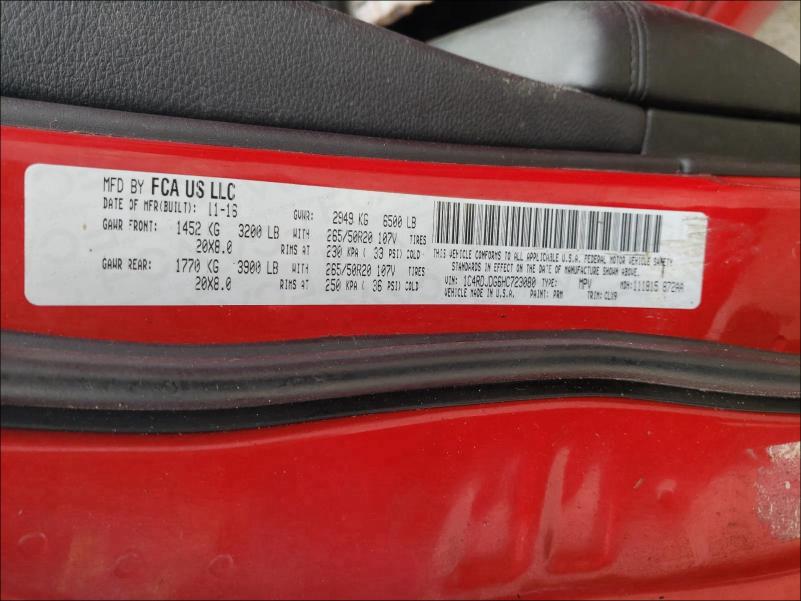 MFD BY FCA US LLC
DATE OF MFR(BUILT): 11-16 GVWR: 2949 KG 6500 LB
GAWR FRONT: 1452 KG 3200 LB WITH 265/50R20 107V TIRES
20X8.0 RIMS AT 230 KPA ( 33 PSI) COLD
GAWR REAR: 1770 KG 3900 LB WITH 265/50R20 107V TIRES
20X8.0 RIMS AT 250 KPA ( 36 PSI) COLD
THIS VEHICLE CONFORMS TO ALL APPLICABLE U.S.A. FEDERAL MOTOR VEHICLE SAFETY
STANDARDS IN EFFECT ON THE DATE OF MANUFACTURE SHOWN ABOVE.
VIN: 1C4RDJDG6HC723080 TYPE: MPV MDH: 111815 872AA
VEHICLE MADE IN U.S.A. PAINT: PRM TRIM: CLX9